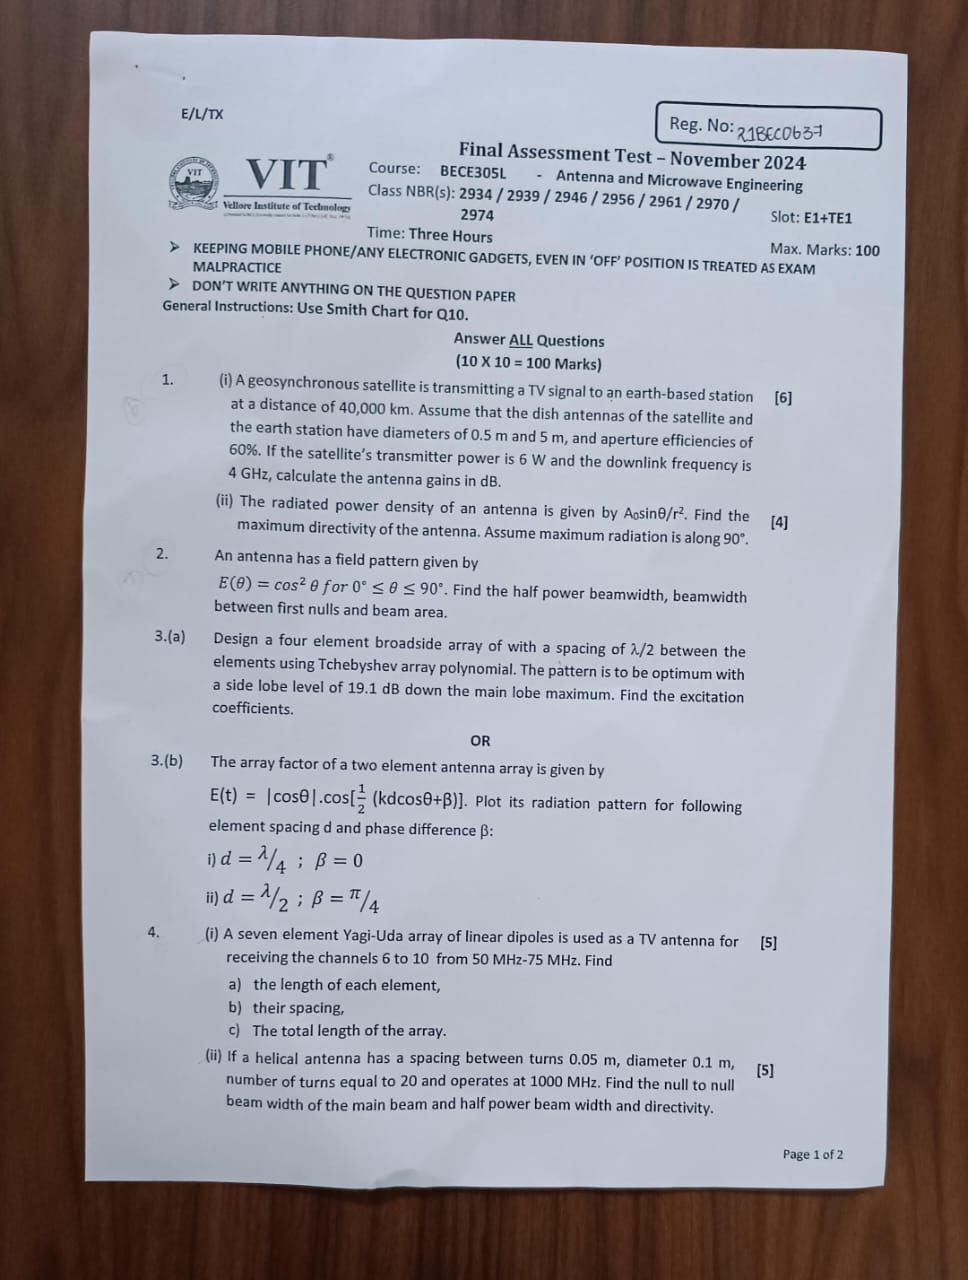 E/L/TX
Reg. No: 21BEC0637
Final Assessment Test – November 2024
VIT
VIT®
Vellore Institute of Technology
Course: BECE305L - Antenna and Microwave Engineering
Class NBR(s): 2934 / 2939 / 2946 / 2956 / 2961 / 2970 /
2974
Slot: E1+TE1
Time: Three Hours
Max. Marks: 100
➢ KEEPING MOBILE PHONE/ANY ELECTRONIC GADGETS, EVEN IN ‘OFF’ POSITION IS TREATED AS EXAM
MALPRACTICE
➢ DON’T WRITE ANYTHING ON THE QUESTION PAPER
General Instructions: Use Smith Chart for Q10.
Answer ALL Questions
(10 X 10 = 100 Marks)
1. (i) A geosynchronous satellite is transmitting a TV signal to an earth-based station [6]
at a distance of 40,000 km. Assume that the dish antennas of the satellite and
the earth station have diameters of 0.5 m and 5 m, and aperture efficiencies of
60%. If the satellite’s transmitter power is 6 W and the downlink frequency is
4 GHz, calculate the antenna gains in dB.
(ii) The radiated power density of an antenna is given by A₀sinθ/r². Find the [4]
maximum directivity of the antenna. Assume maximum radiation is along 90°.
2. An antenna has a field pattern given by
E(θ) = cos² θ for 0° ≤ θ ≤ 90°. Find the half power beamwidth, beamwidth
between first nulls and beam area.
3.(a) Design a four element broadside array of with a spacing of λ/2 between the
elements using Tchebyshev array polynomial. The pattern is to be optimum with
a side lobe level of 19.1 dB down the main lobe maximum. Find the excitation
coefficients.
OR
3.(b) The array factor of a two element antenna array is given by
E(t) = |cosθ|.cos[½ (kdcosθ+β)]. Plot its radiation pattern for following
element spacing d and phase difference β:
i) d = λ/4 ; β = 0
ii) d = λ/2 ; β = π/4
4. (i) A seven element Yagi-Uda array of linear dipoles is used as a TV antenna for [5]
receiving the channels 6 to 10 from 50 MHz-75 MHz. Find
a) the length of each element,
b) their spacing,
c) The total length of the array.
(ii) If a helical antenna has a spacing between turns 0.05 m, diameter 0.1 m, [5]
number of turns equal to 20 and operates at 1000 MHz. Find the null to null
beam width of the main beam and half power beam width and directivity.
Page 1 of 2